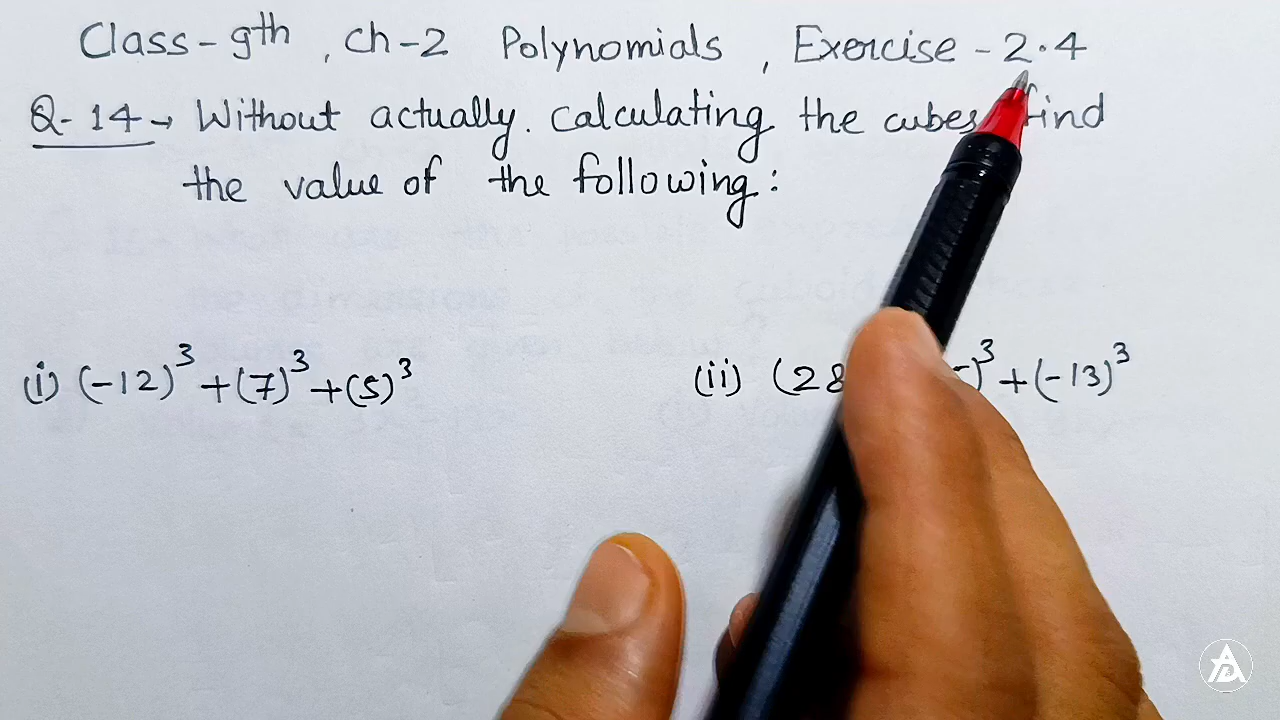 Class-9th, Ch-2 Polynomials, Exercise-2.4
Q-14→ Without actually. calculating the cubes find
the value of the following:
(i) (-12)³+(7)³+(5)³
(ii) (28 )³+(-13)³